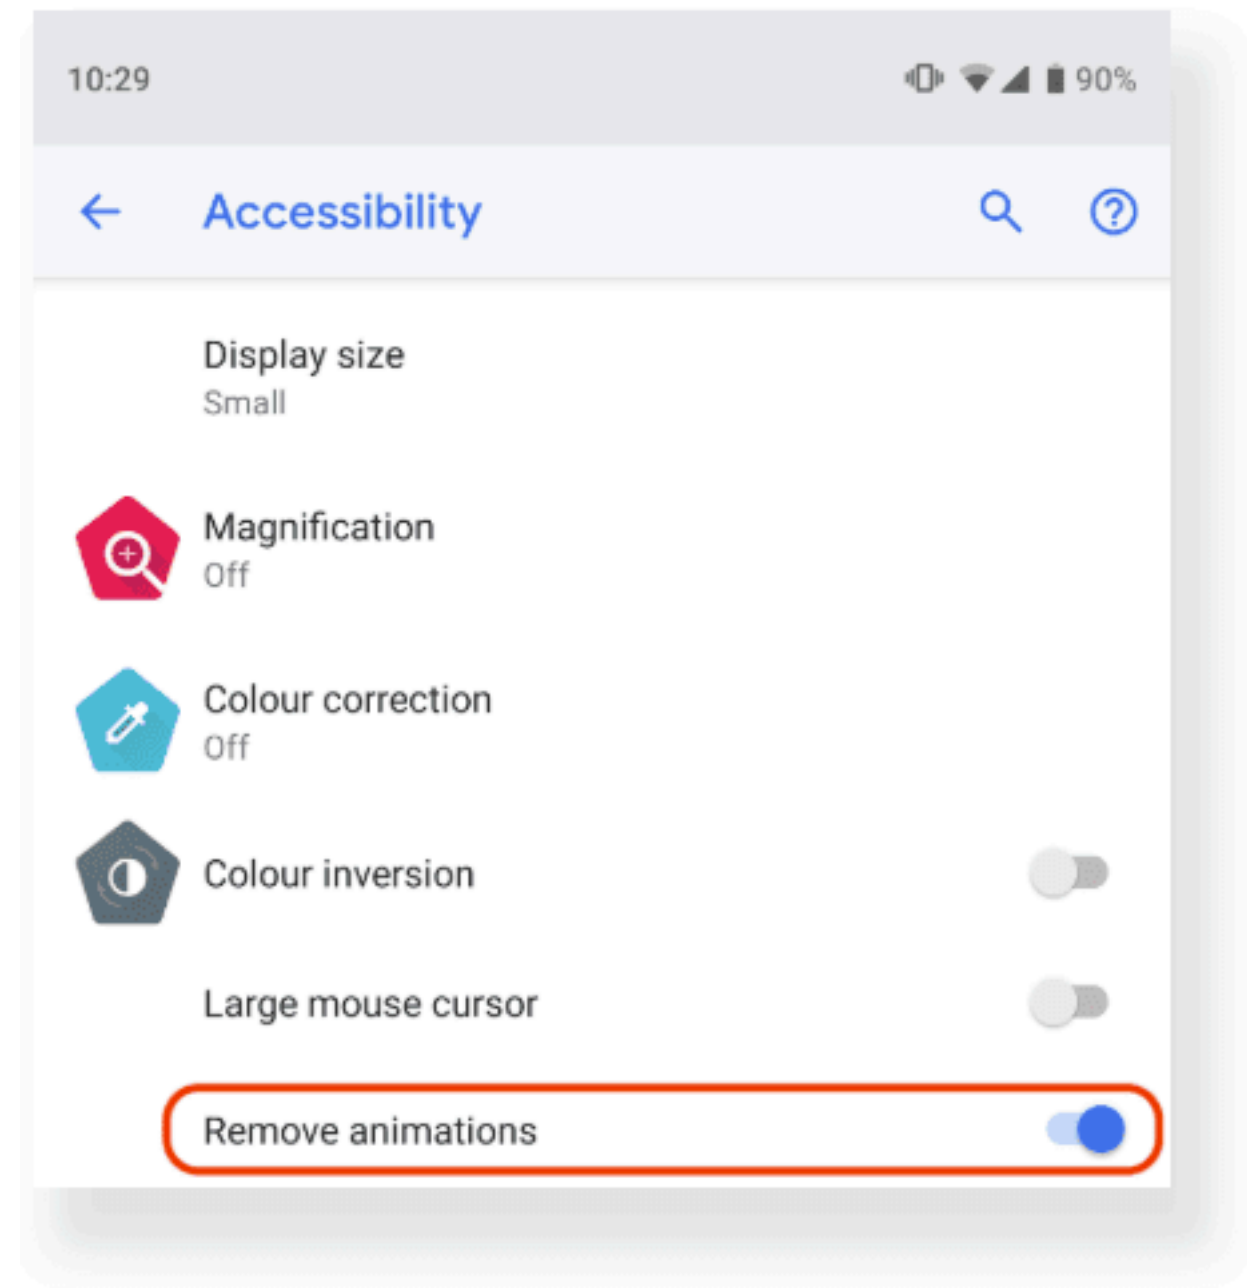 10:29 90%
Accessibility
Display size
Small
Magnification
Off
Colour correction
Off
Colour inversion
Large mouse cursor
Remove animations